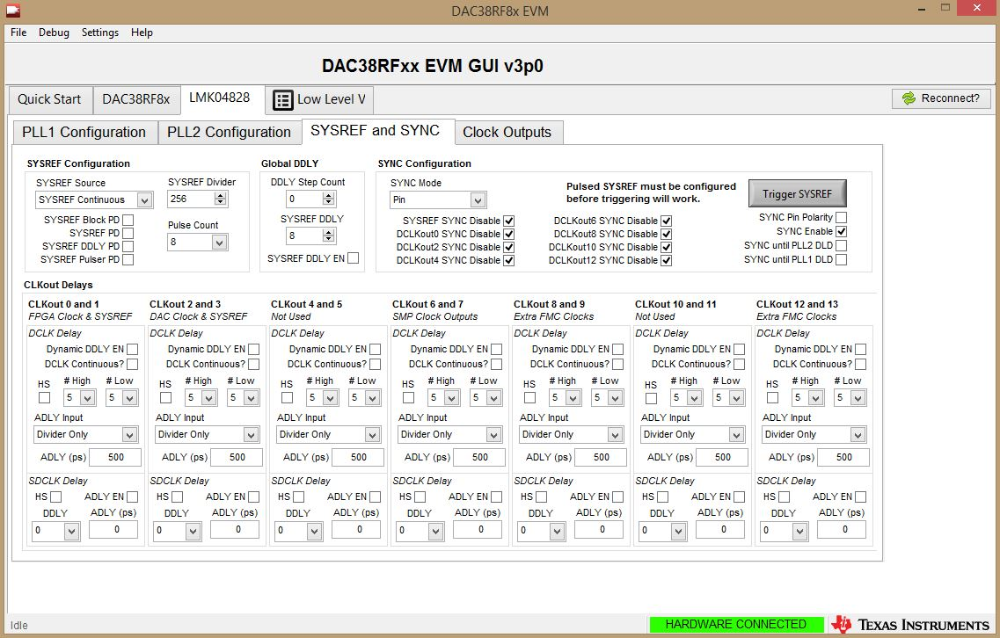 DAC38RF8x EVM
File Debug Settings Help
DAC38RFxx EVM GUI v3p0
Quick Start DAC38RF8x LMK04828 Low Level V Reconnect?
PLL1 Configuration PLL2 Configuration SYSREF and SYNC Clock Outputs
SYSREF Configuration Global DDLY SYNC Configuration
SYSREF Source SYSREF Divider DDLY Step Count SYNC Mode
SYSREF Continuous 256 0 Pin
Pulsed SYSREF must be configured
before triggering will work.
Trigger SYSREF
SYSREF Block PD Pulse Count SYSREF DDLY SYSREF SYNC Disable DCLKout6 SYNC Disable SYNC Pin Polarity
SYSREF PD 8 8 DCLKout0 SYNC Disable DCLKout8 SYNC Disable SYNC Enable
SYSREF DDLY PD DCLKout2 SYNC Disable DCLKout10 SYNC Disable SYNC until PLL2 DLD
SYSREF Pulser PD SYSREF DDLY EN DCLKout4 SYNC Disable DCLKout12 SYNC Disable SYNC until PLL1 DLD
CLKout Delays
CLKout 0 and 1 CLKout 2 and 3 CLKout 4 and 5 CLKout 6 and 7 CLKout 8 and 9 CLKout 10 and 11 CLKout 12 and 13
FPGA Clock & SYSREF DAC Clock & SYSREF Not Used SMP Clock Outputs Extra FMC Clocks Not Used Extra FMC Clocks
DCLK Delay DCLK Delay DCLK Delay DCLK Delay DCLK Delay DCLK Delay DCLK Delay
Dynamic DDLY EN Dynamic DDLY EN Dynamic DDLY EN Dynamic DDLY EN Dynamic DDLY EN Dynamic DDLY EN Dynamic DDLY EN
DCLK Continuous? DCLK Continuous? DCLK Continuous? DCLK Continuous? DCLK Continuous? DCLK Continuous? DCLK Continuous?
HS # High # Low HS # High # Low HS # High # Low HS # High # Low HS # High # Low HS # High # Low HS # High # Low
5 5 5 5 5 5 5 5 5 5 5 5 5 5
ADLY Input ADLY Input ADLY Input ADLY Input ADLY Input ADLY Input ADLY Input
Divider Only Divider Only Divider Only Divider Only Divider Only Divider Only Divider Only
ADLY (ps) 500 ADLY (ps) 500 ADLY (ps) 500 ADLY (ps) 500 ADLY (ps) 500 ADLY (ps) 500 ADLY (ps) 500
SDCLK Delay SDCLK Delay SDCLK Delay SDCLK Delay SDCLK Delay SDCLK Delay SDCLK Delay
HS ADLY EN HS ADLY EN HS ADLY EN HS ADLY EN HS ADLY EN HS ADLY EN HS ADLY EN
DDLY ADLY (ps) DDLY ADLY (ps) DDLY ADLY (ps) DDLY ADLY (ps) DDLY ADLY (ps) DDLY ADLY (ps) DDLY ADLY (ps)
0 0 0 0 0 0 0 0 0 0 0 0 0 0
Idle HARDWARE CONNECTED TEXAS INSTRUMENTS